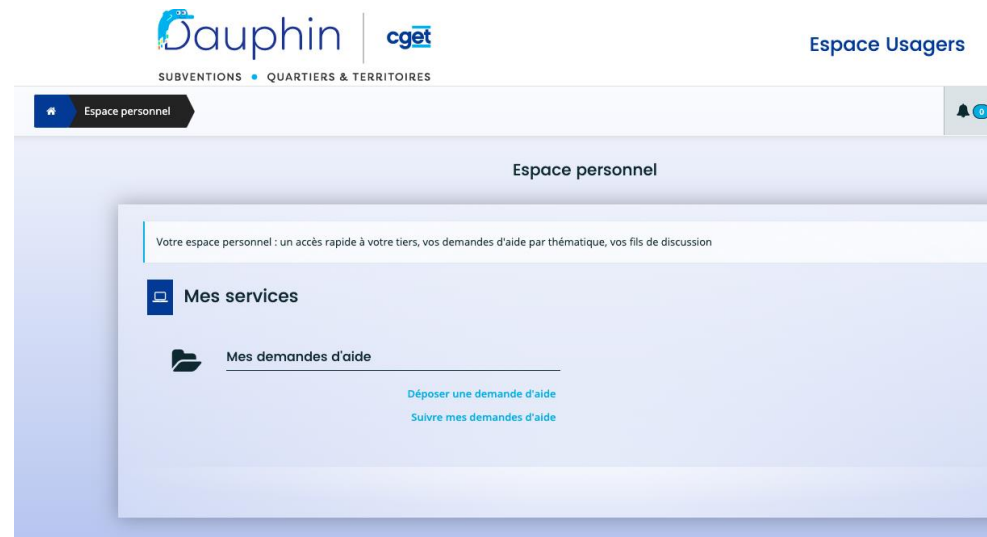 Dauphin
cget
SUBVENTIONS • QUARTIERS & TERRITOIRES
Espace Usagers
Espace personnel
0
Espace personnel
Votre espace personnel : un accès rapide à votre tiers, vos demandes d'aide par thématique, vos fils de discussion
Mes services
Mes demandes d'aide
Déposer une demande d'aide
Suivre mes demandes d'aide